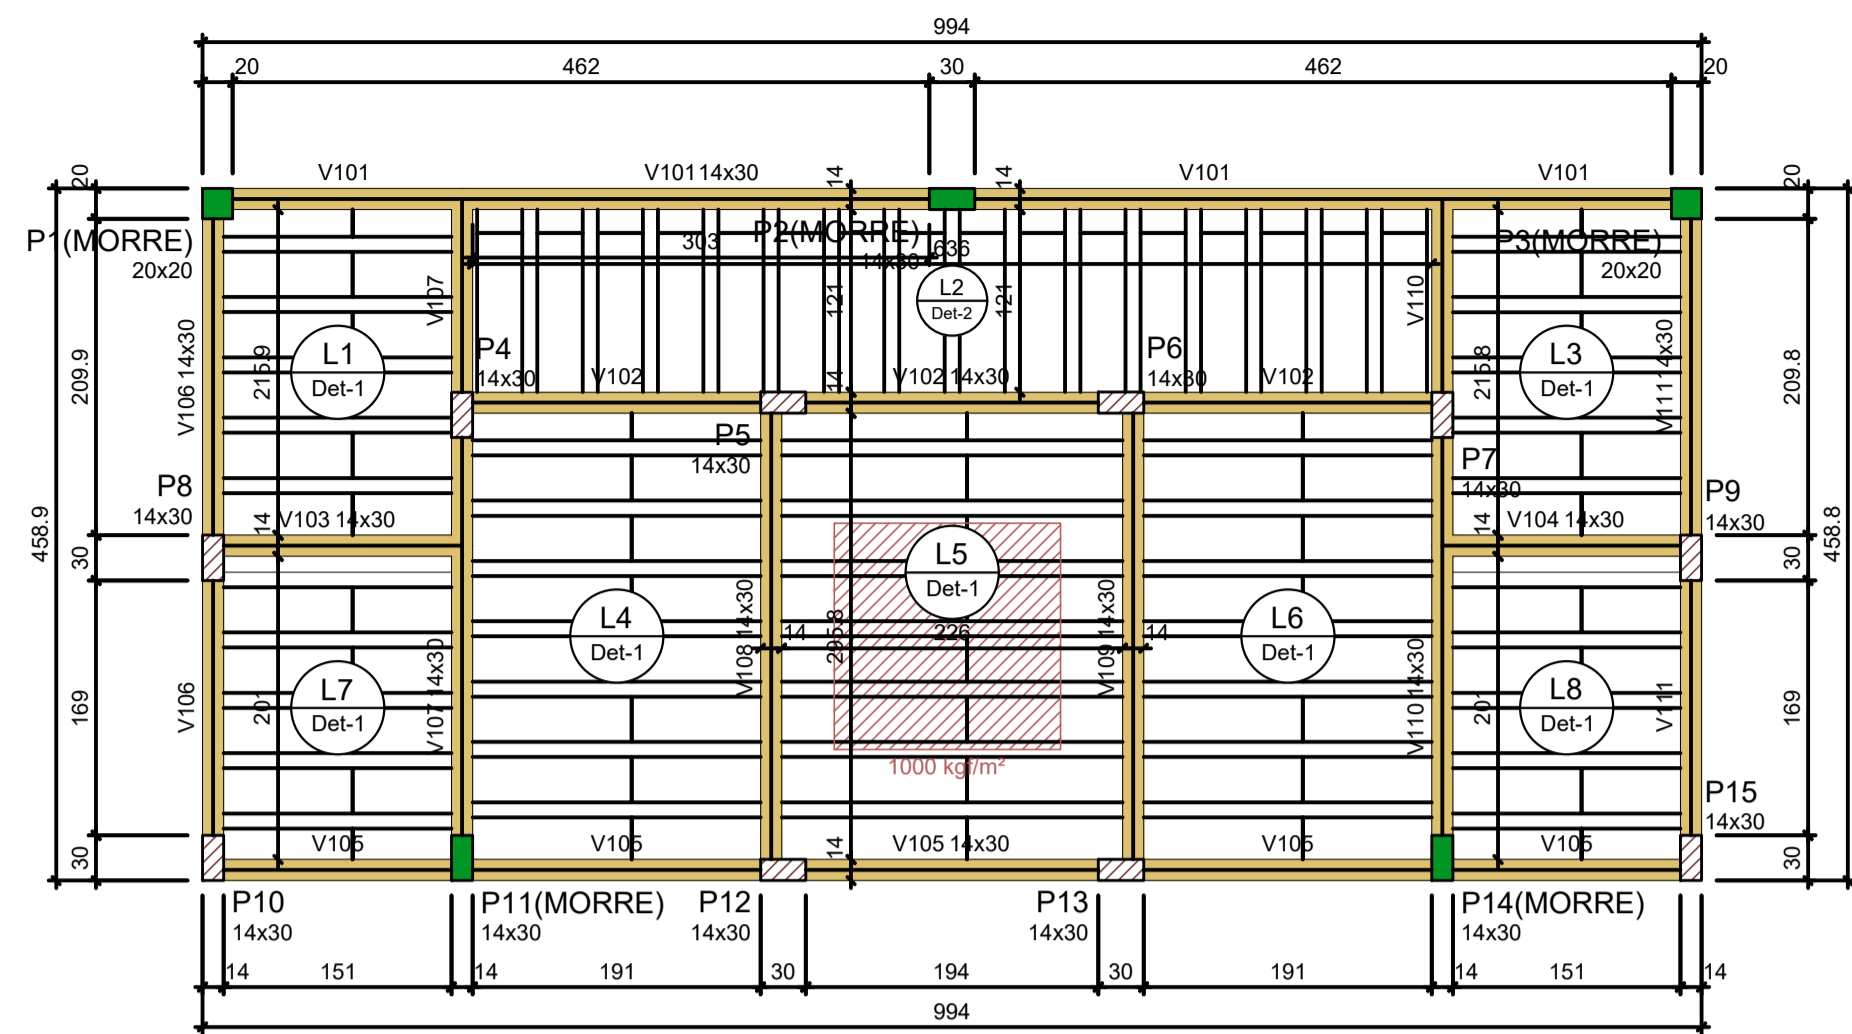 994
20 462 30 462 20
V101 V101 14x30 14 14 V101 V101
20 20
P1(MORRE)
20x20
P2(MORRE)
14x30
P3(MORRE)
20x20
303 636
V107 121 121 V110
L2
Det-2
V106 14x30
209.9
215.9
L1
Det-1
P4
14x30
V102 14 V102 14x30
P6
14x30
V102
215.8
L3
Det-1
V111 14x30
209.8
P5
14x30
P7
14x30
P8
14x30
14 V103 14x30
14 V104 14x30
P9
14x30
458.9
30
458.8
30
L5
Det-1
L4
Det-1
V108 14x30
14 295.8 226
V109 14x30
14
L6
Det-1
169
V106
201
L7
Det-1
V107 14x30
V110 14x30
201
L8
Det-1
V111
169
1000 kgf/m²
P15
14x30
30 V105 V105 14 V105 14x30 V105 V105 30
P10
14x30
P11(MORRE)
14x30
P12
14x30
P13
14x30
P14(MORRE)
14x30
14 151 14 191 30 194 30 191 14 151 14
994